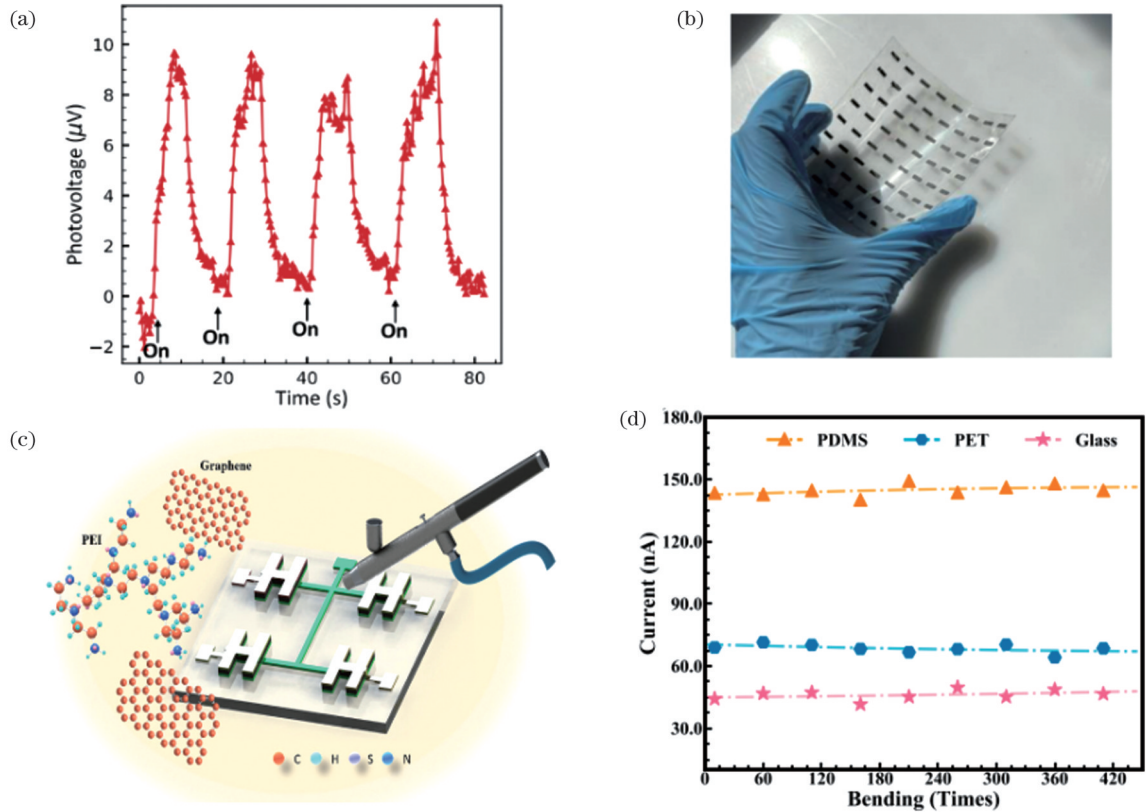 (a)
Photovoltage (μV)
10
8
6
4
2
0
−2
On
On
On
On
0
20
40
60
80
Time (s)
(b)
(c)
Graphene
PEI
C H S N
(d)
Current (nA)
180.0
150.0
120.0
90.0
60.0
30.0
PDMS PET Glass
0 60 120 180 240 300 360 420
Bending (Times)